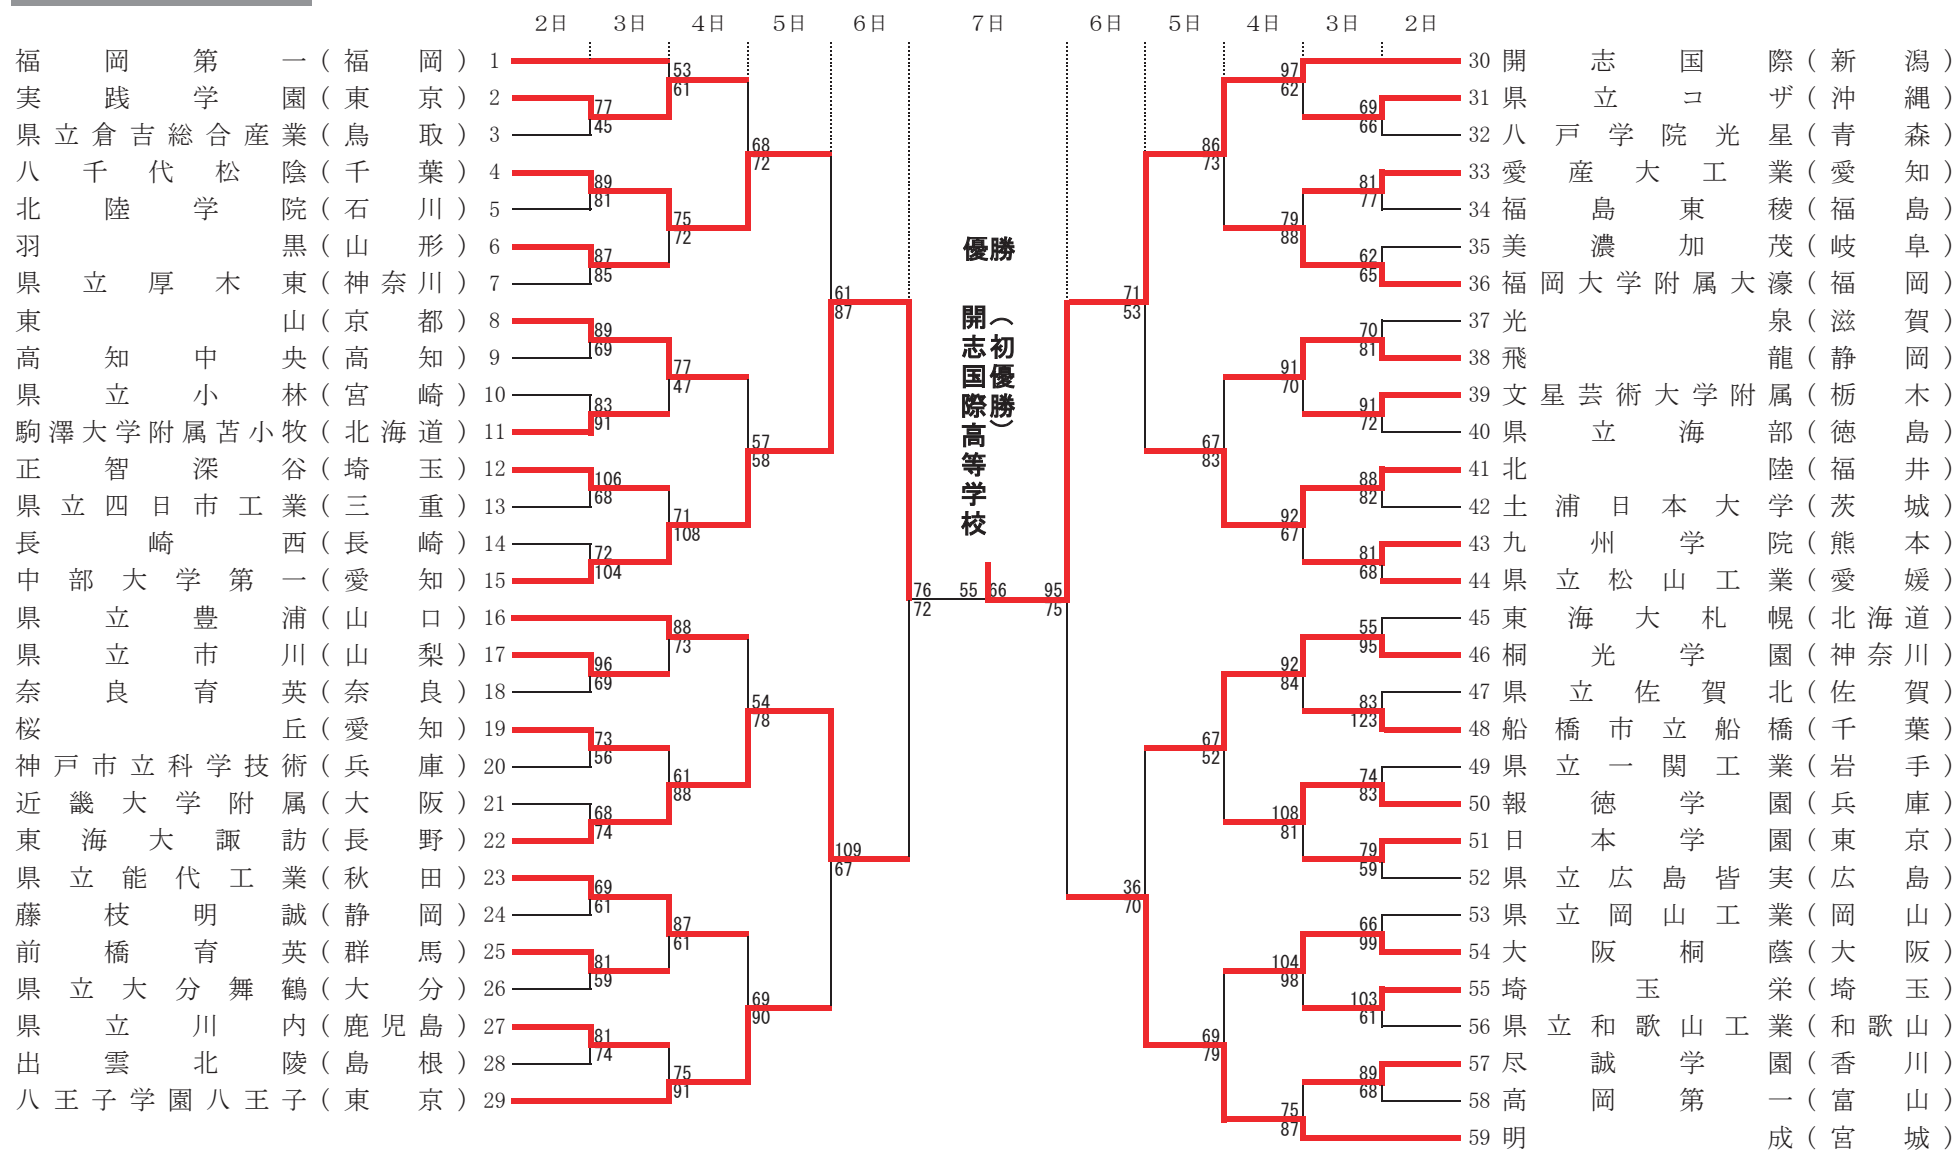 2日 3日 4日 5日 6日 7日 6日 5日 4日 3日 2日
福岡第一(福岡) 1
実践学園(東京) 2
県立倉吉総合産業(鳥取) 3
八千代松陰(千葉) 4
北陸学院(石川) 5
羽黒(山形) 6
県立厚木東(神奈川) 7
東山(京都) 8
高知中央(高知) 9
県立小林(宮崎) 10
駒澤大学附属苫小牧(北海道) 11
正智深谷(埼玉) 12
県立四日市工業(三重) 13
長崎西(長崎) 14
中部大学第一(愛知) 15
県立豊浦(山口) 16
県立市川(山梨) 17
奈良育英(奈良) 18
桜丘(愛知) 19
神戸市立科学技術(兵庫) 20
近畿大学附属(大阪) 21
東海大諏訪(長野) 22
県立能代工業(秋田) 23
藤枝明誠(静岡) 24
前橋育英(群馬) 25
県立大分舞鶴(大分) 26
県立川内(鹿児島) 27
出雲北陵(島根) 28
八王子学園八王子(東京) 29
77
45
89
81
87
85
89
69
83
91
106
68
72
104
96
69
73
56
68
74
69
61
81
59
81
74
53
61
75
72
77
47
71
108
88
73
61
88
87
61
75
91
68
72
57
58
54
78
69
90
61
87
109
67
76
72
55 66
優勝
開志国際高等学校
(初優勝)
95
75
71
53
36
70
86
73
67
83
67
52
69
79
97
62
79
88
91
70
92
67
92
84
108
81
104
98
75
87
69
66
81
77
62
65
70
81
91
72
88
82
81
68
55
95
83
123
74
83
79
59
66
99
103
61
89
68
30 開志国際(新潟)
31 県立コザ(沖縄)
32 八戸学院光星(青森)
33 愛産大工業(愛知)
34 福島東稜(福島)
35 美濃加茂(岐阜)
36 福岡大学附属大濠(福岡)
37 光泉(滋賀)
38 飛龍(静岡)
39 文星芸術大学附属(栃木)
40 県立海部(徳島)
41 北陸(福井)
42 土浦日本大学(茨城)
43 九州学院(熊本)
44 県立松山工業(愛媛)
45 東海大札幌(北海道)
46 桐光学園(神奈川)
47 県立佐賀北(佐賀)
48 船橋市立船橋(千葉)
49 県立一関工業(岩手)
50 報徳学園(兵庫)
51 日本学園(東京)
52 県立広島皆実(広島)
53 県立岡山工業(岡山)
54 大阪桐蔭(大阪)
55 埼玉栄(埼玉)
56 県立和歌山工業(和歌山)
57 尽誠学園(香川)
58 高岡第一(富山)
59 明成(宮城)